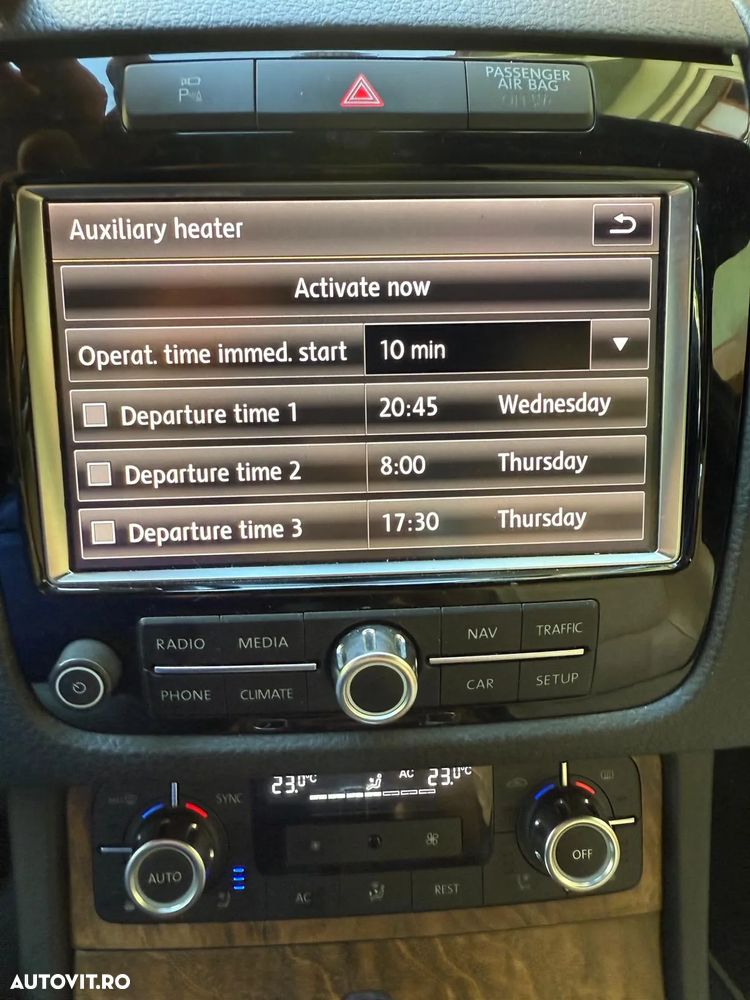 P
PASSENGER
AIR BAG
Auxiliary heater
Activate now
Operat. time immed. start 10 min
Departure time 1 20:45 Wednesday
Departure time 2 8:00 Thursday
Departure time 3 17:30 Thursday
RADIO MEDIA NAV TRAFFIC
PHONE CLIMATE CAR SETUP
23.0°C AC 23.0°C
SYNC
AUTO OFF
AC REST
AUTOVIT.RO